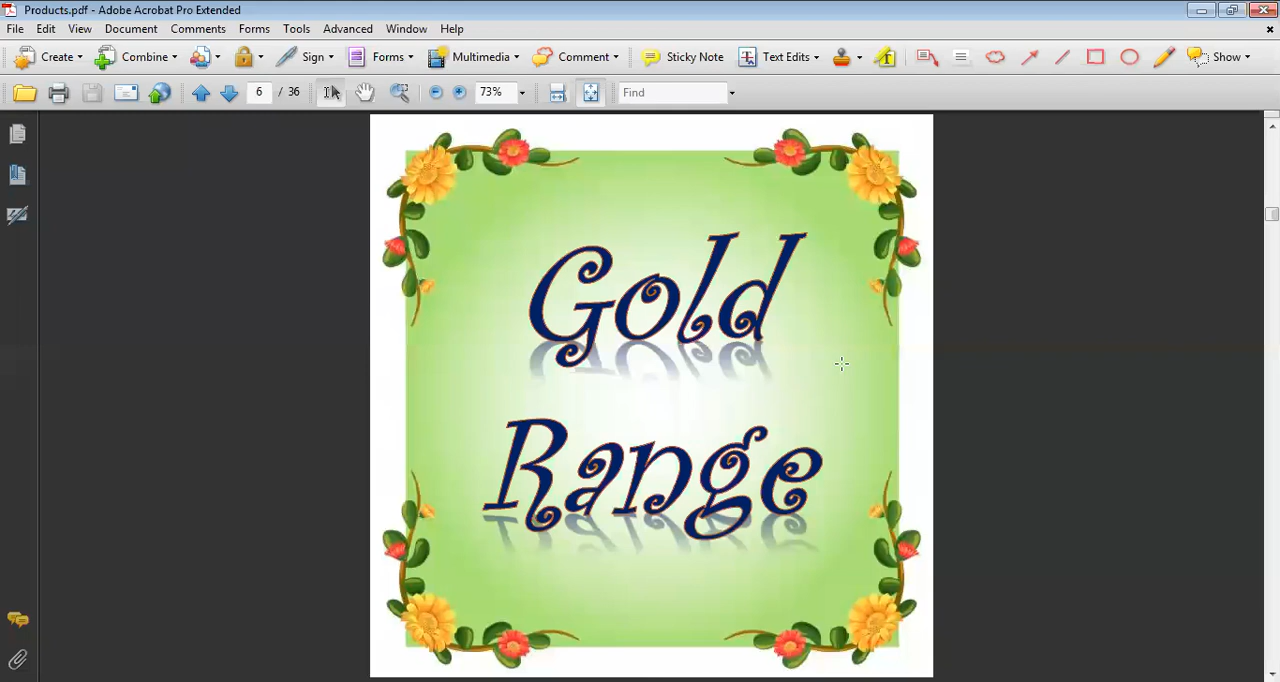 Products.pdf - Adobe Acrobat Pro Extended
File Edit View Document Comments Forms Tools Advanced Window Help
Create Combine Sign Forms Multimedia Comment Sticky Note Text Edits Show
6 / 36 73% Find
Gold
Range